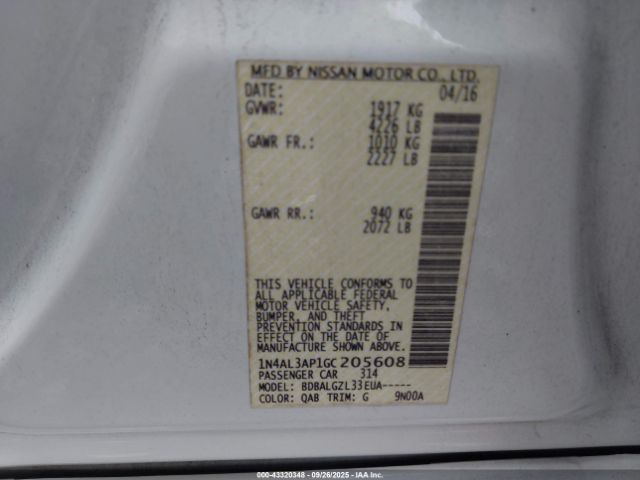 MFD BY NISSAN MOTOR CO., LTD.
DATE: 04/16
GVWR: 1917 KG
4226 LB
GAWR FR.: 1010 KG
2227 LB
GAWR RR.: 940 KG
2072 LB
THIS VEHICLE CONFORMS TO
ALL APPLICABLE FEDERAL
MOTOR VEHICLE SAFETY,
BUMPER, AND THEFT
PREVENTION STANDARDS IN
EFFECT ON THE DATE OF
MANUFACTURE SHOWN ABOVE.
1N4AL3AP1GC205608
PASSENGER CAR 314
MODEL: BDBALGZL33EUA-----
COLOR: QAB TRIM: G 9N00A
000-43320348 - 09/26/2025 - IAA Inc.